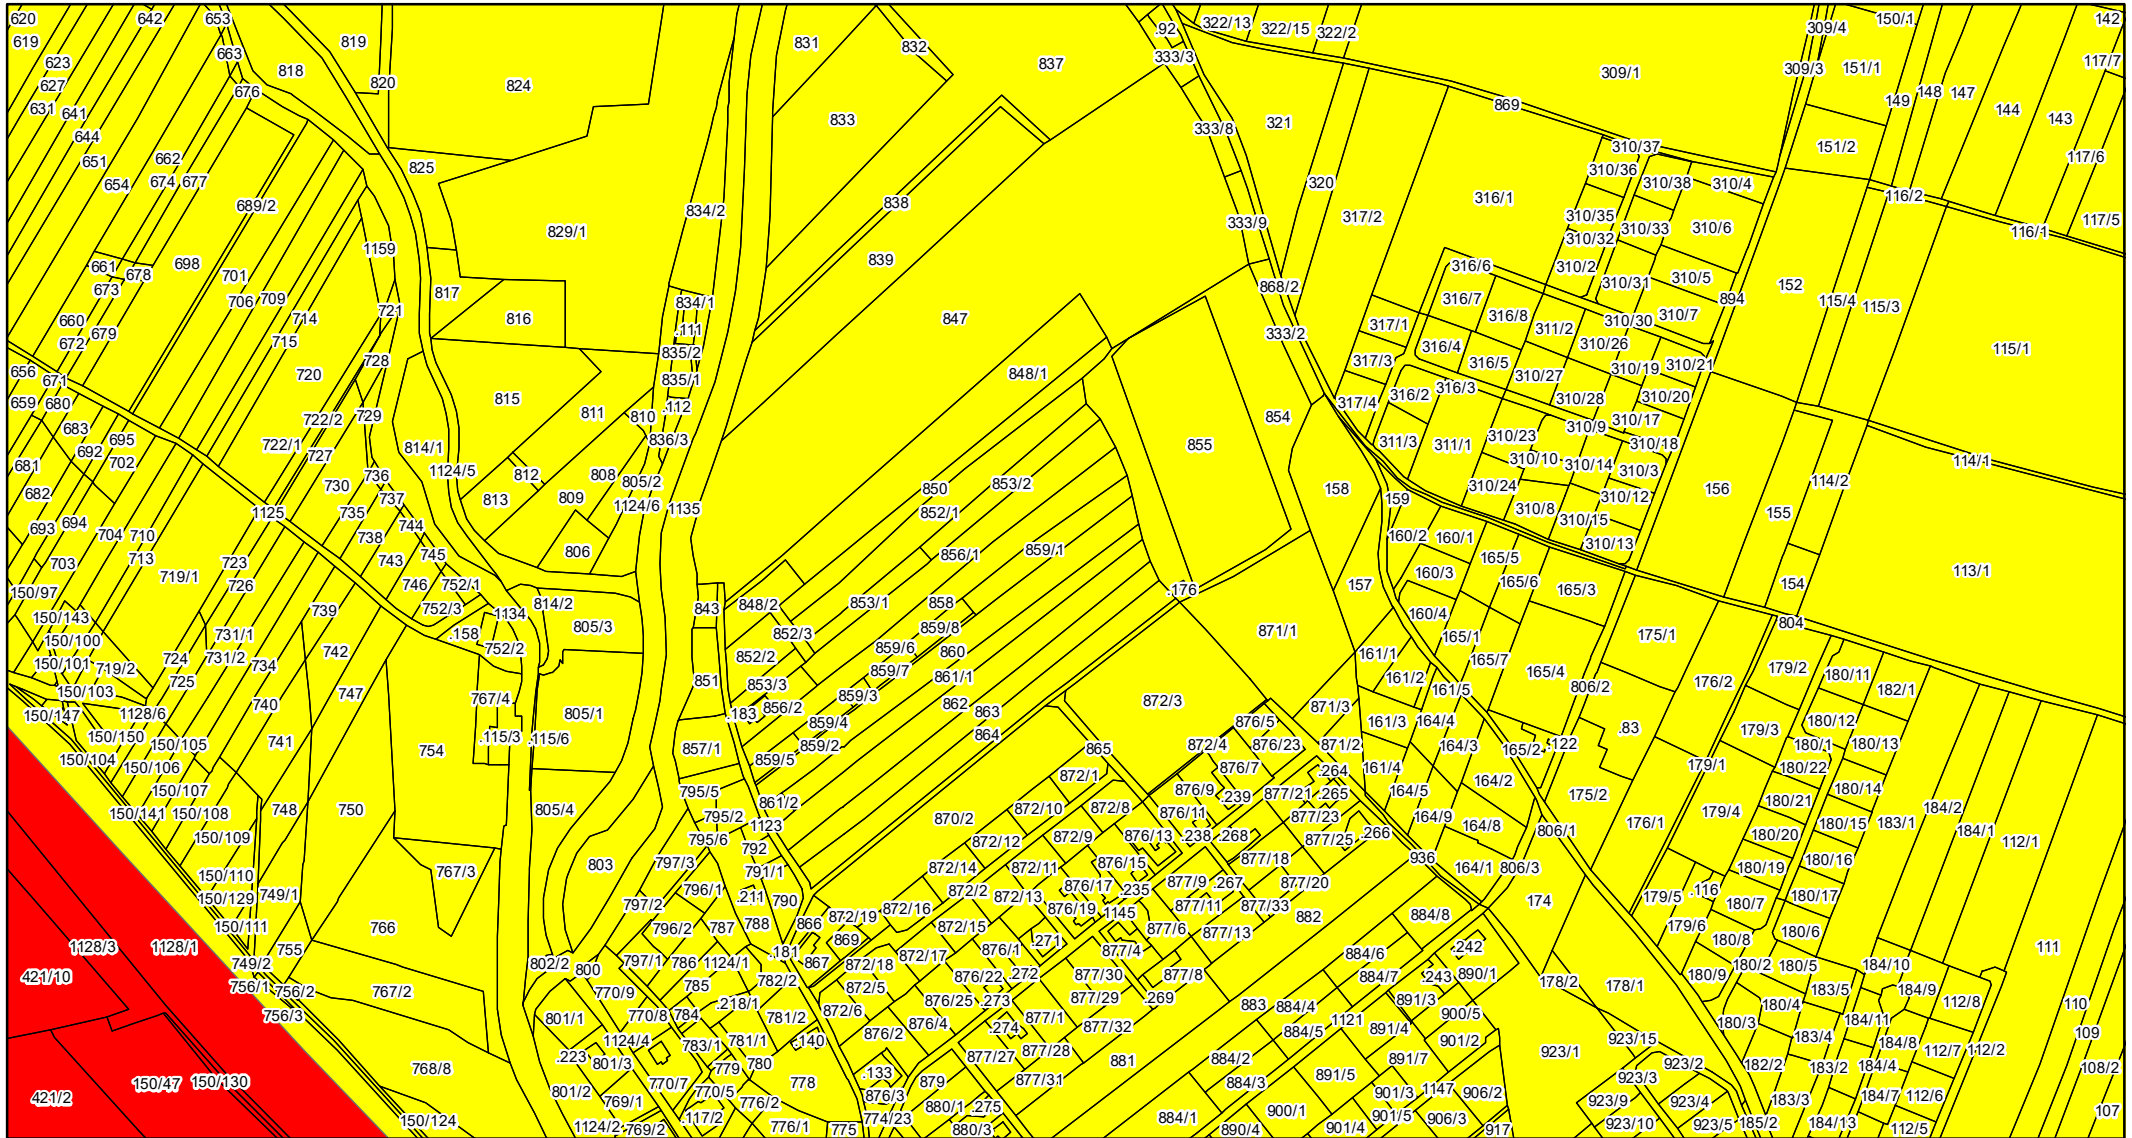 620 642 653 819 831 832 837 .92 322/13 322/15 322/2 309/4 150/1 142
619 663 818 820 824 333/3 309/1 309/3 151/1 117/7
623
627 676 149 148 147
631 641 833 869 144 143
644 333/8 321 310/37 151/2
651 662 825 310/36 117/6
654 674 677 320 310/38 310/4
689/2 838 834/2 316/1 116/2
829/1 333/9 317/2 310/35 310/33 310/6 117/5
1159 310/32 116/1
661 678 698 701 839 316/6 310/2
673 817 868/2 310/31 310/5 152
706 709 834/1 316/7 894 115/4 115/3
660 714 721 816 .111 847 333/2 317/1 316/8 311/2 310/30 310/7
672 679 715 835/2 316/4 310/26 115/1
656 671 720 728 835/1 848/1 317/3 316/5 310/27 310/19 310/21
659 680 815 .112 317/4 316/2 316/3 310/28 310/20
683 722/2 729 811 810 854 310/9 310/17
692 695 722/1 814/1 836/3 855 311/3 311/1 310/23 310/18
681 702 727 1124/5 310/10 310/14 310/3 114/1
682 730 736 812 808 805/2 853/2 158 310/24 156 114/2
693 694 1125 735 737 813 809 1124/6 1135 850 159 310/8 310/12 155
704 710 738 744 852/1 160/2 160/1 310/15
703 713 743 745 806 856/1 859/1 165/5 310/13
719/1 723 113/1
150/97 726 746 752/1 .176 157 160/3 165/6 165/3 154
150/143 739 752/3 1134 814/2 843 848/2 853/1 858 160/4 804
150/100 731/1 742 .158 805/3 852/3 859/8 871/1 165/1 175/1
150/101 719/2 724 731/2 734 752/2 852/2 859/6 860 161/1 165/7 179/2 180/11
150/103 725 747 851 853/3 859/7 861/1 161/2 161/5 165/4 806/2 176/2 182/1
150/147 1128/6 740 767/4 805/1 .183 856/2 859/3 862 863 872/3 871/3 161/3 164/4 180/12
150/150 150/105 741 754 .115/3 .115/6 857/1 859/4 864 876/5 .83 179/3
150/104 150/106 859/2 865 872/4 876/23 871/2 164/3 165/2 180/1 180/13
150/107 859/5 872/1 876/7 .264 161/4 164/2 179/1 180/22
150/141 150/108 748 750 805/4 795/5 861/2 872/10 872/8 876/9 .239 877/21 .265 164/5 175/2 180/21 180/14
150/109 795/2 1123 870/2 872/9 876/11 877/23 164/9 164/8 806/1 176/1 179/4 184/2
795/6 792 872/12 876/13 .238 .268 877/25 .266 180/20 180/15 183/1 184/1 112/1
150/110 767/3 803 797/3 791/1 872/14 872/11 876/15 877/18 936 164/1 806/3 180/19 180/16
150/129 749/1 796/1 .211 790 872/2 872/13 876/17 .235 877/9 .267 877/20 179/5 .116 180/17
150/111 766 797/2 788 866 872/19 872/16 876/19 1145 877/11 877/33 882 884/8 174 180/7
1128/3 1128/1 755 796/2 787 869 872/15 .271 877/6 877/13 179/6 180/8 180/6
421/10 749/2 802/2 800 797/1 786 1124/1 .181 867 872/18 872/17 876/1 877/4 884/6 .242 180/2 180/5 184/10 111
756/1 756/2 767/2 770/9 785 782/2 872/5 876/22 .272 877/30 877/8 884/7 .243 890/1 178/2 178/1 180/9 183/5 184/9
756/3 801/1 770/8 784 .218/1 781/2 872/6 876/25 .273 877/29 .269 883 884/4 891/3 900/5 180/4 184/11 112/8 110
1124/4 783/1 781/1 .140 876/2 876/4 .274 877/1 877/32 884/5 1121 891/4 901/2 923/15 180/3 183/4 184/8 109
768/8 .223 801/3 779 780 877/27 877/28 881 884/2 891/7 923/1 923/2 182/2 183/2 184/4 112/7 112/2
421/2 150/47 150/130 770/7 778 .133 879 877/31 884/3 891/5 923/3 108/2
801/2 769/1 770/5 776/2 876/3 880/1 .275 900/1 901/3 1147 906/2 923/9 923/4 183/3 184/7 112/6
150/124 1124/2 769/2 .117/2 776/1 775 774/23 880/3 884/1 890/4 901/4 901/5 906/3 917 923/10 923/5 185/2 184/13 112/5 107